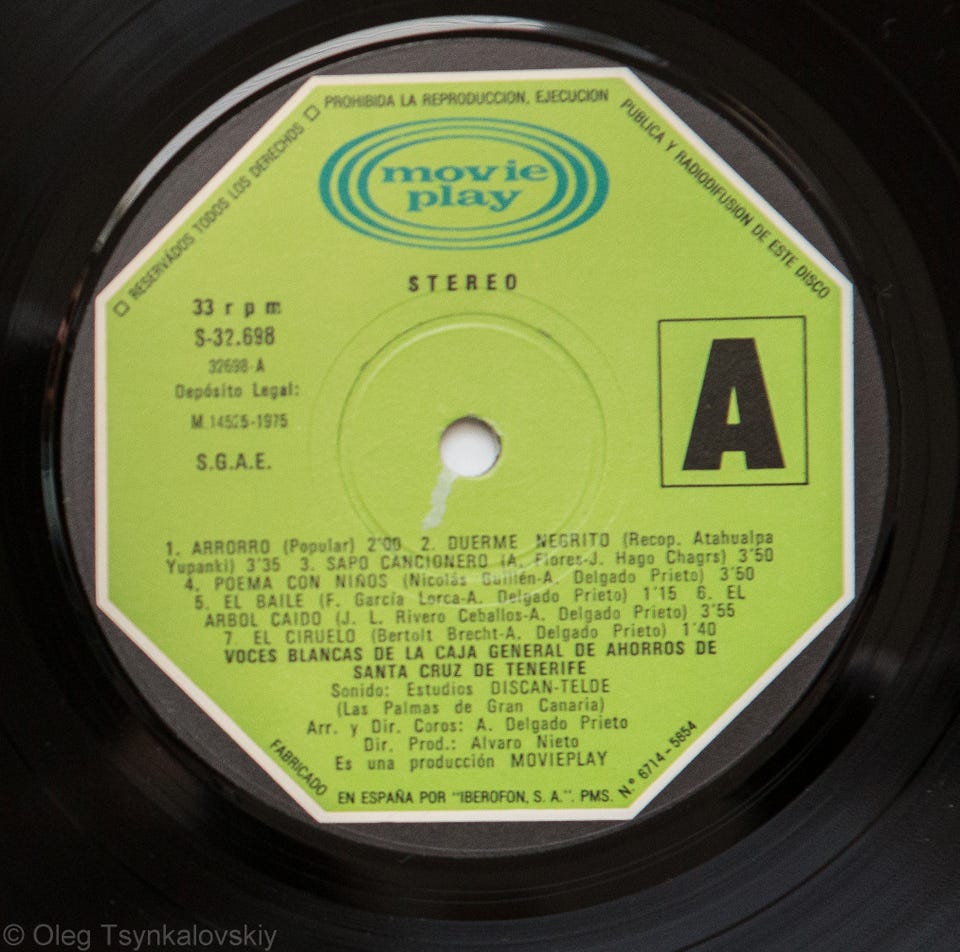 □ RESERVADOS TODOS LOS DERECHOS □ PROHIBIDA LA REPRODUCCION, EJECUCION PUBLICA Y RADIODIFUSION DE ESTE DISCO
movie
play
STEREO
33 rpm
S-32.698
32698-A
Depósito Legal:
M. 14525-1975
S.G.A.E.
A
1. ARRORRO (Popular) 2'00 2. DUERME NEGRITO (Recop. Atahualpa
Yupanki) 3'35 3. SAPO CANCIONERO (A. Flores-J. Hago Chagrs) 3'50
4. POEMA CON NIÑOS (Nicolás Guillén-A. Delgado Prieto) 3'50
5. EL BAILE (F. García Lorca-A. Delgado Prieto) 1'15 6. EL
ARBOL CAIDO (J. L. Rivero Ceballos-A. Delgado Prieto) 3'55
7. EL CIRUELO (Bertolt Brecht-A. Delgado Prieto) 1'40
VOCES BLANCAS DE LA CAJA GENERAL DE AHORROS DE
SANTA CRUZ DE TENERIFE
Sonido: Estudios DISCAN-TELDE
(Las Palmas de Gran Canaria)
Arr. y Dir. Coros: A. Delgado Prieto
Dir. Prod.: Alvaro Nieto
Es una producción MOVIEPLAY
FABRICADO EN ESPAÑA POR "IBEROFON, S. A.". PMS. N.º 6714-5854
© Oleg Tsynkalovskiy